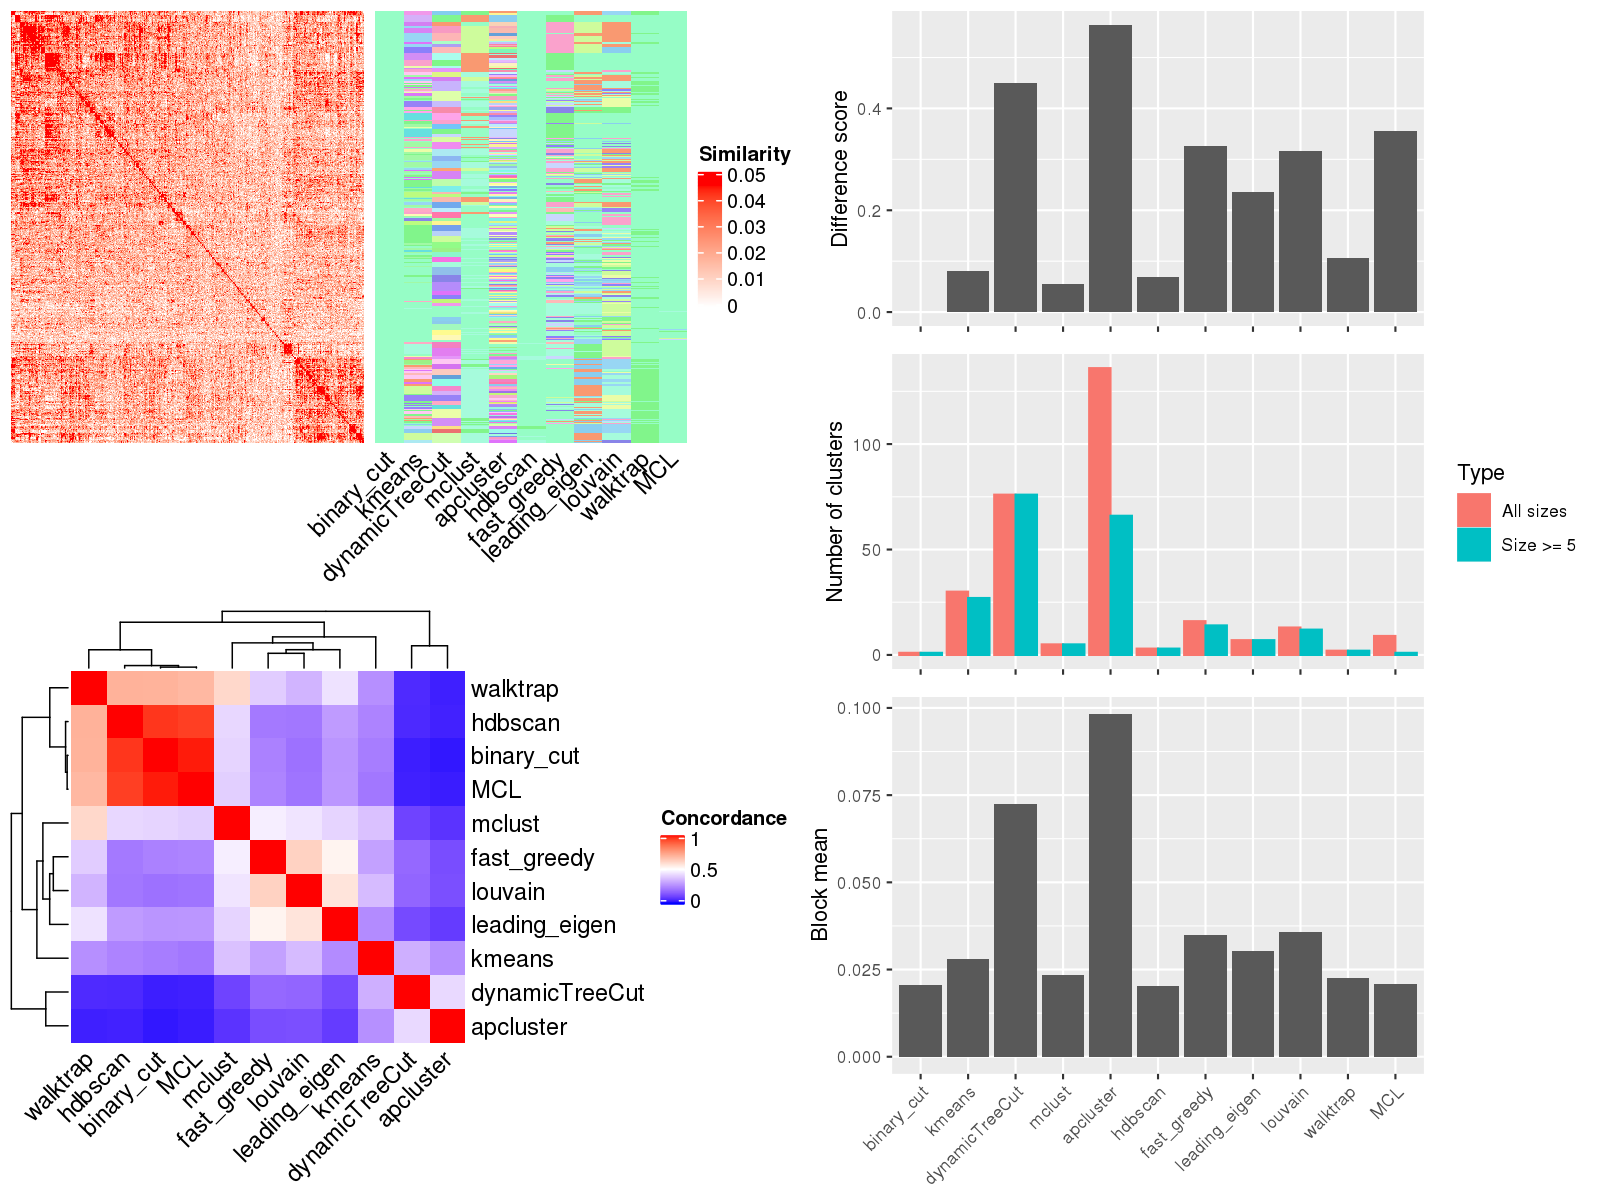 Similarity
0.05
0.04
0.03
0.02
0.01
0
binary_cut
kmeans
dynamicTreeCut
mclust
apcluster
hdbscan
fast_greedy
leading_eigen
louvain
walktrap
MCL
walktrap
hdbscan
binary_cut
MCL
mclust
fast_greedy
louvain
leading_eigen
kmeans
dynamicTreeCut
apcluster
walktrap
hdbscan
binary_cut
MCL
mclust
fast_greedy
louvain
leading_eigen
kmeans
dynamicTreeCut
apcluster
Concordance
1
0.5
0
Difference score
0.4
0.2
0.0
Number of clusters
100
50
0
Type
All sizes
Size >= 5
Block mean
0.100
0.075
0.050
0.025
0.000
binary_cut
kmeans
dynamicTreeCut
mclust
apcluster
hdbscan
fast_greedy
leading_eigen
louvain
walktrap
MCL